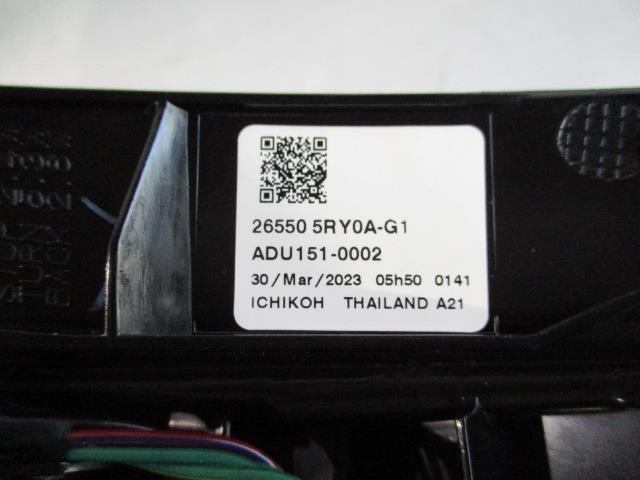 26550 5RY0A-G1
ADU151-0002
30/Mar/2023 05h50 0141
ICHIKOH THAILAND A21